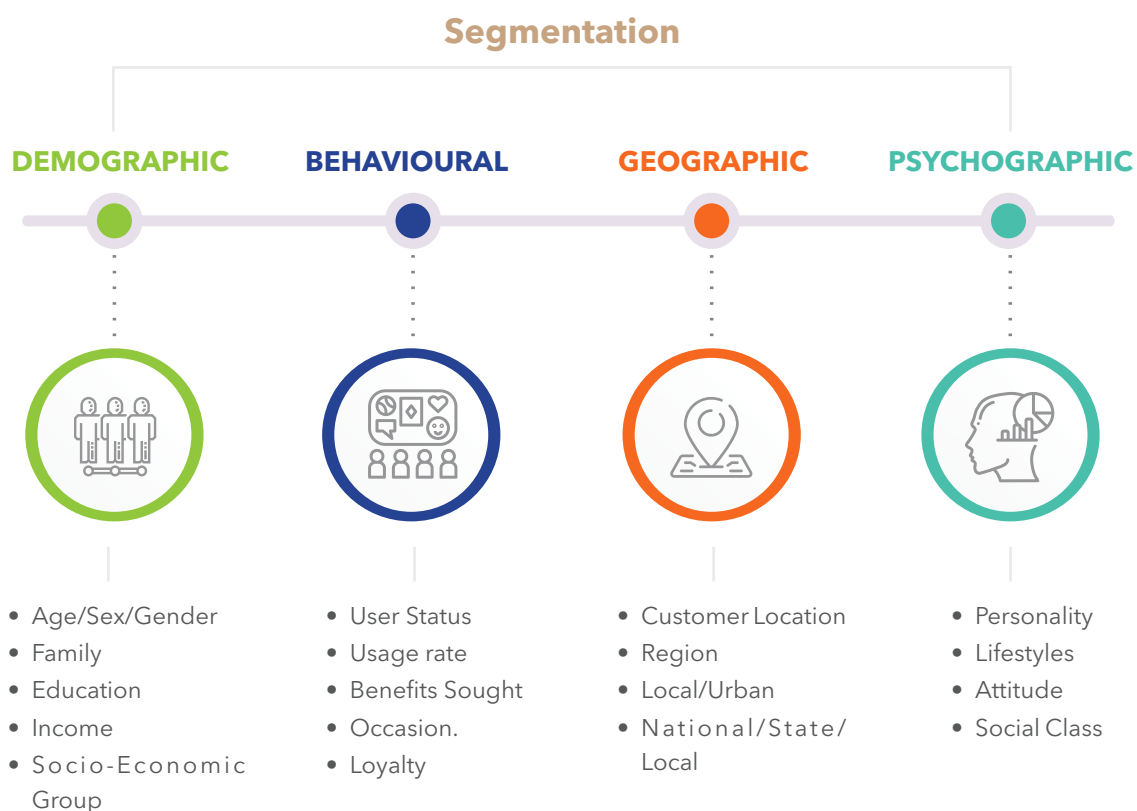 Segmentation
DEMOGRAPHIC
BEHAVIOURAL
GEOGRAPHIC
PSYCHOGRAPHIC
• Age/Sex/Gender
• Family
• Education
• Income
• Socio-Economic
Group
• User Status
• Usage rate
• Benefits Sought
• Occasion.
• Loyalty
• Customer Location
• Region
• Local/Urban
• National/State/
Local
• Personality
• Lifestyles
• Attitude
• Social Class